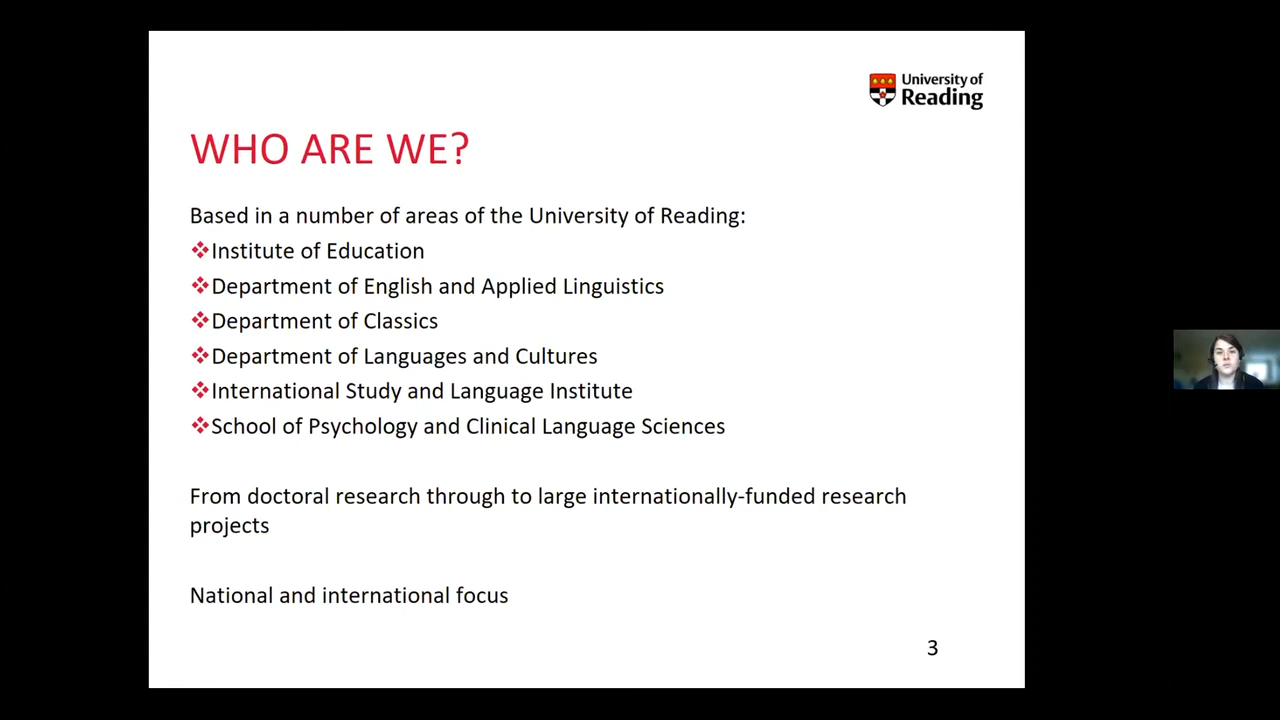 University of
Reading
WHO ARE WE?
Based in a number of areas of the University of Reading:
Institute of Education
Department of English and Applied Linguistics
Department of Classics
Department of Languages and Cultures
International Study and Language Institute
School of Psychology and Clinical Language Sciences
From doctoral research through to large internationally-funded research
projects
National and international focus
3